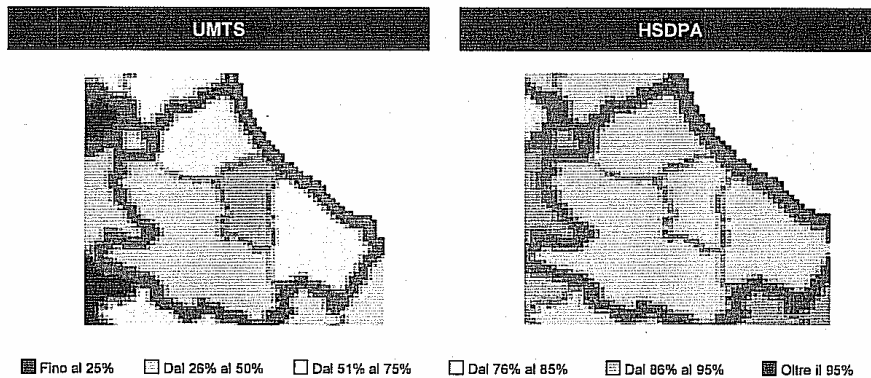 UMTS
HSDPA
Fino al 25% Dal 26% al 50% Dal 51% al 75% Dal 76% al 85% Dal 86% al 95% Oltre il 95%